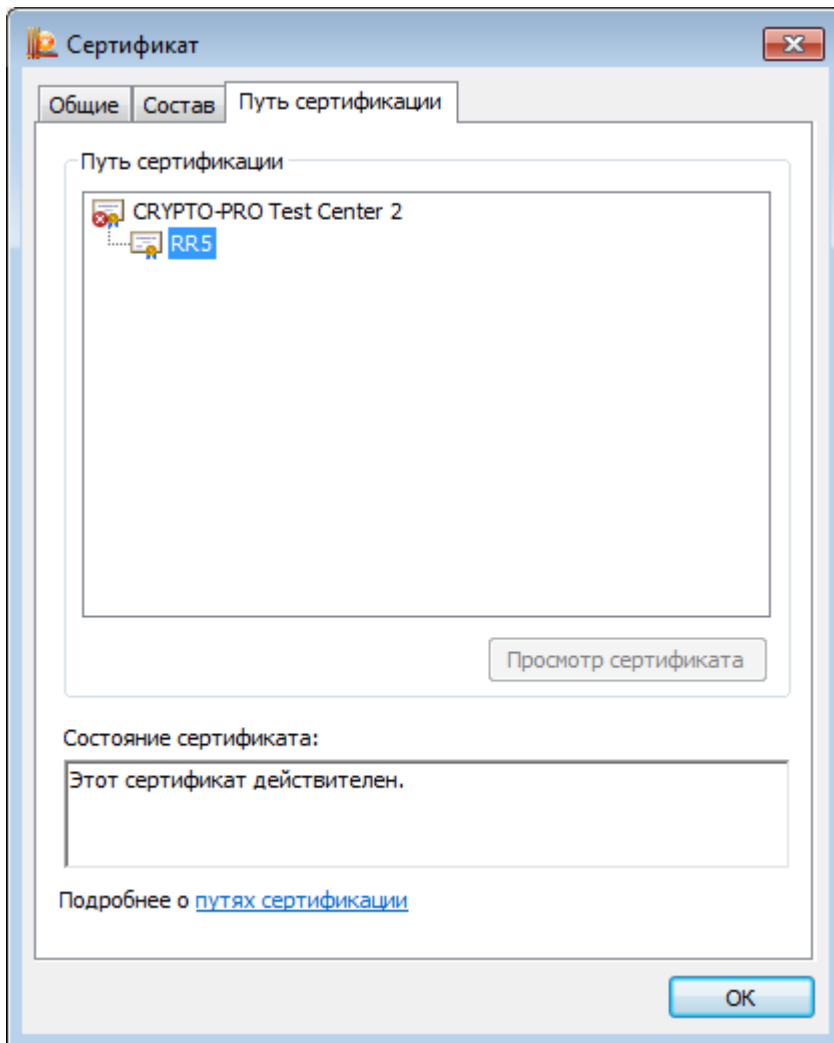 Сертификат
Общие Состав Путь сертификации
Путь сертификации
CRYPTO-PRO Test Center 2
RR5
Просмотр сертификата
Состояние сертификата:
Этот сертификат действителен.
Подробнее о путях сертификации
ОК